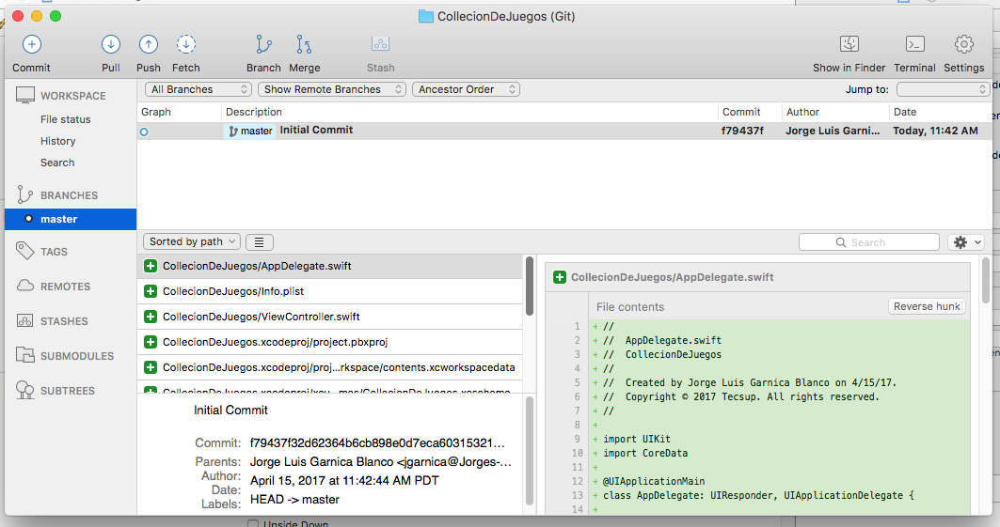 CollecionDeJuegos (Git)
Commit Pull Push Fetch Branch Merge Stash Show in Finder Terminal Settings
WORKSPACE
File status
History
Search
BRANCHES
master
TAGS
REMOTES
STASHES
SUBMODULES
SUBTREES
All Branches Show Remote Branches Ancestor Order Jump to:
Graph Description Commit Author Date
master Initial Commit f79437f Jorge Luis Garni... Today, 11:42 AM
Sorted by path Search
CollecionDeJuegos/AppDelegate.swift
CollecionDeJuegos/Info.plist
CollecionDeJuegos/ViewController.swift
CollecionDeJuegos.xcodeproj/project.pbxproj
CollecionDeJuegos.xcodeproj/proj...rkspace/contents.xcworkspacedata
Initial Commit
Commit: f79437f32d62364b6cb898e0d7eca60315321...
Parents: Jorge Luis Garnica Blanco <jgarnica@Jorges-...
Author: April 15, 2017 at 11:42:44 AM PDT
Date:
Labels: HEAD -> master
CollecionDeJuegos/AppDelegate.swift
File contents Reverse hunk
1 + //
2 + //  AppDelegate.swift
3 + //  CollecionDeJuegos
4 + //
5 + //  Created by Jorge Luis Garnica Blanco on 4/15/17.
6 + //  Copyright © 2017 Tecsup. All rights reserved.
7 + //
8 +
9 + import UIKit
10 + import CoreData
11 +
12 + @UIApplicationMain
13 + class AppDelegate: UIResponder, UIApplicationDelegate {
14 +
Upside Down